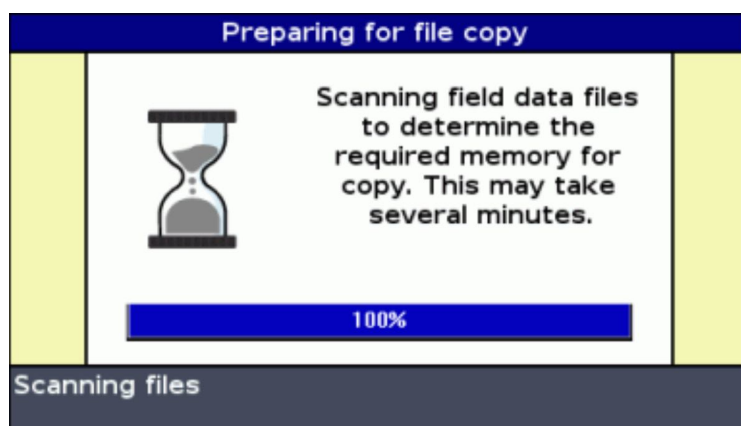 Preparing for file copy
Scanning field data files
to determine the
required memory for
copy. This may take
several minutes.
100%
Scanning files